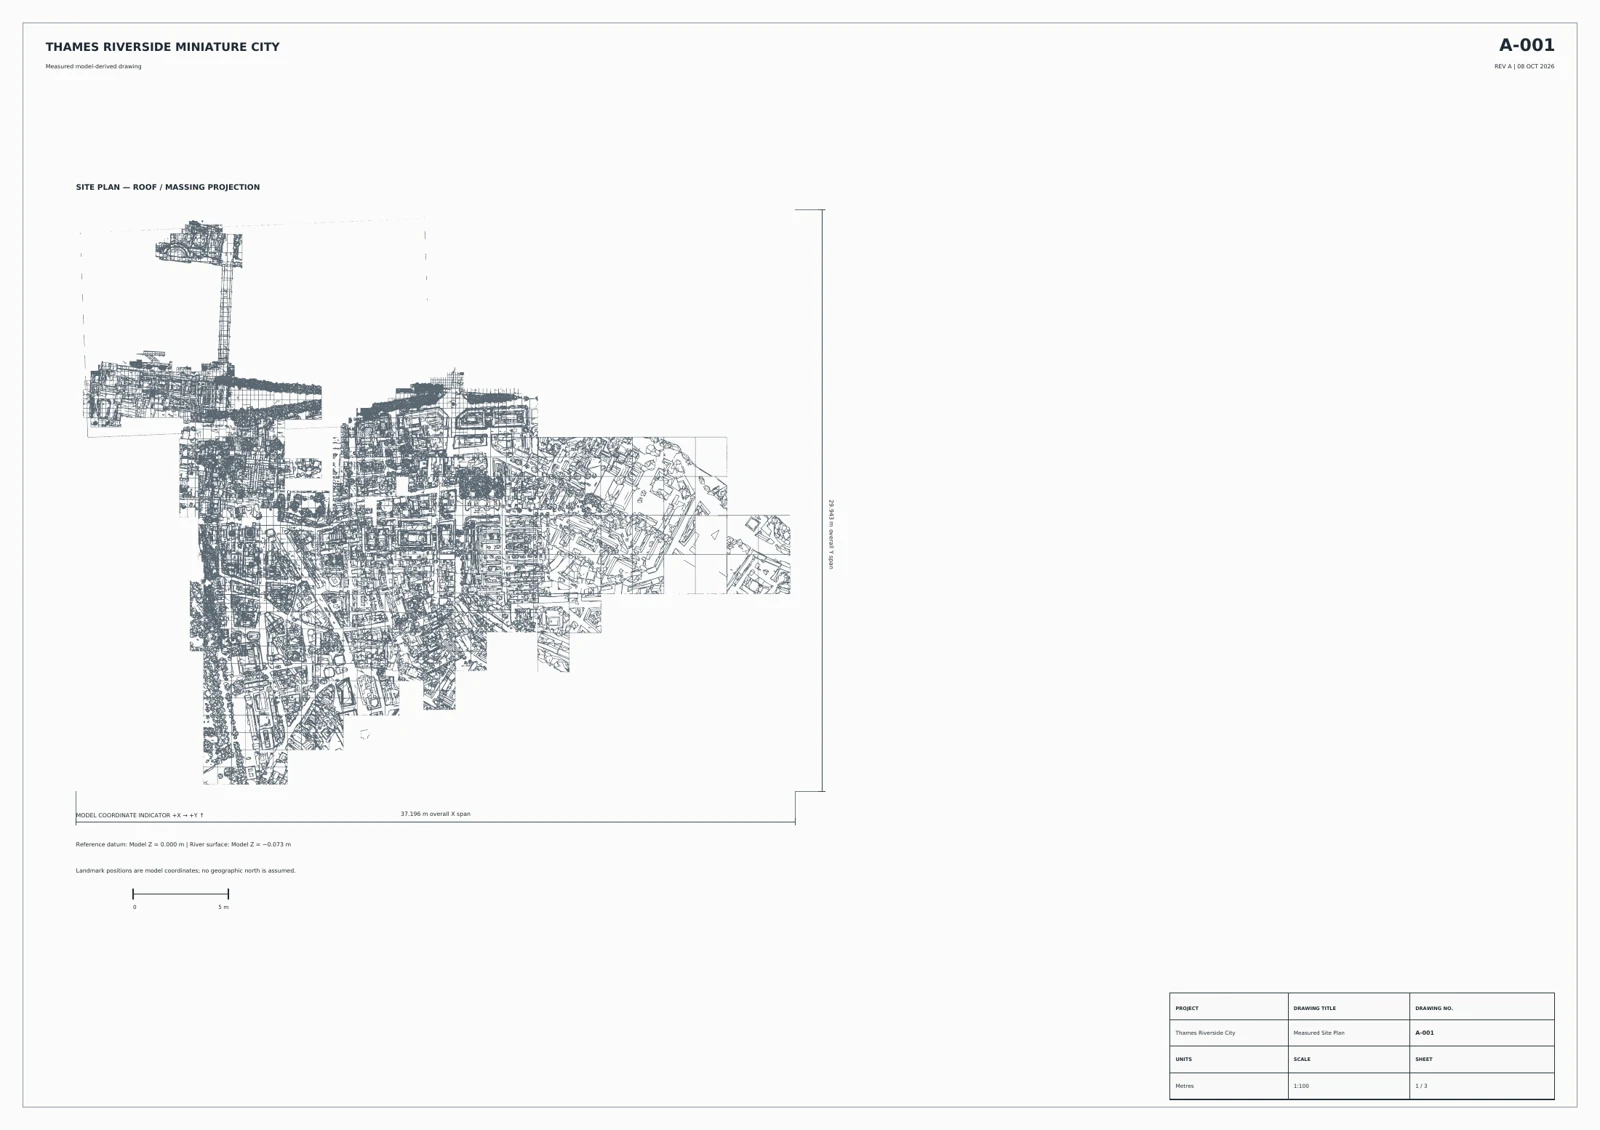 THAMES RIVERSIDE MINIATURE CITY
Measured model-derived drawing
A-001
REV A | 08 OCT 2026
SITE PLAN — ROOF / MASSING PROJECTION
29.943 m overall Y span
MODEL COORDINATE INDICATOR +X → +Y ↑
37.196 m overall X span
Reference datum: Model Z = 0.000 m | River surface: Model Z = −0.073 m
Landmark positions are model coordinates; no geographic north is assumed.
0 5 m
PROJECT DRAWING TITLE DRAWING NO.
Thames Riverside City Measured Site Plan A-001
UNITS SCALE SHEET
Metres 1:100 1 / 3